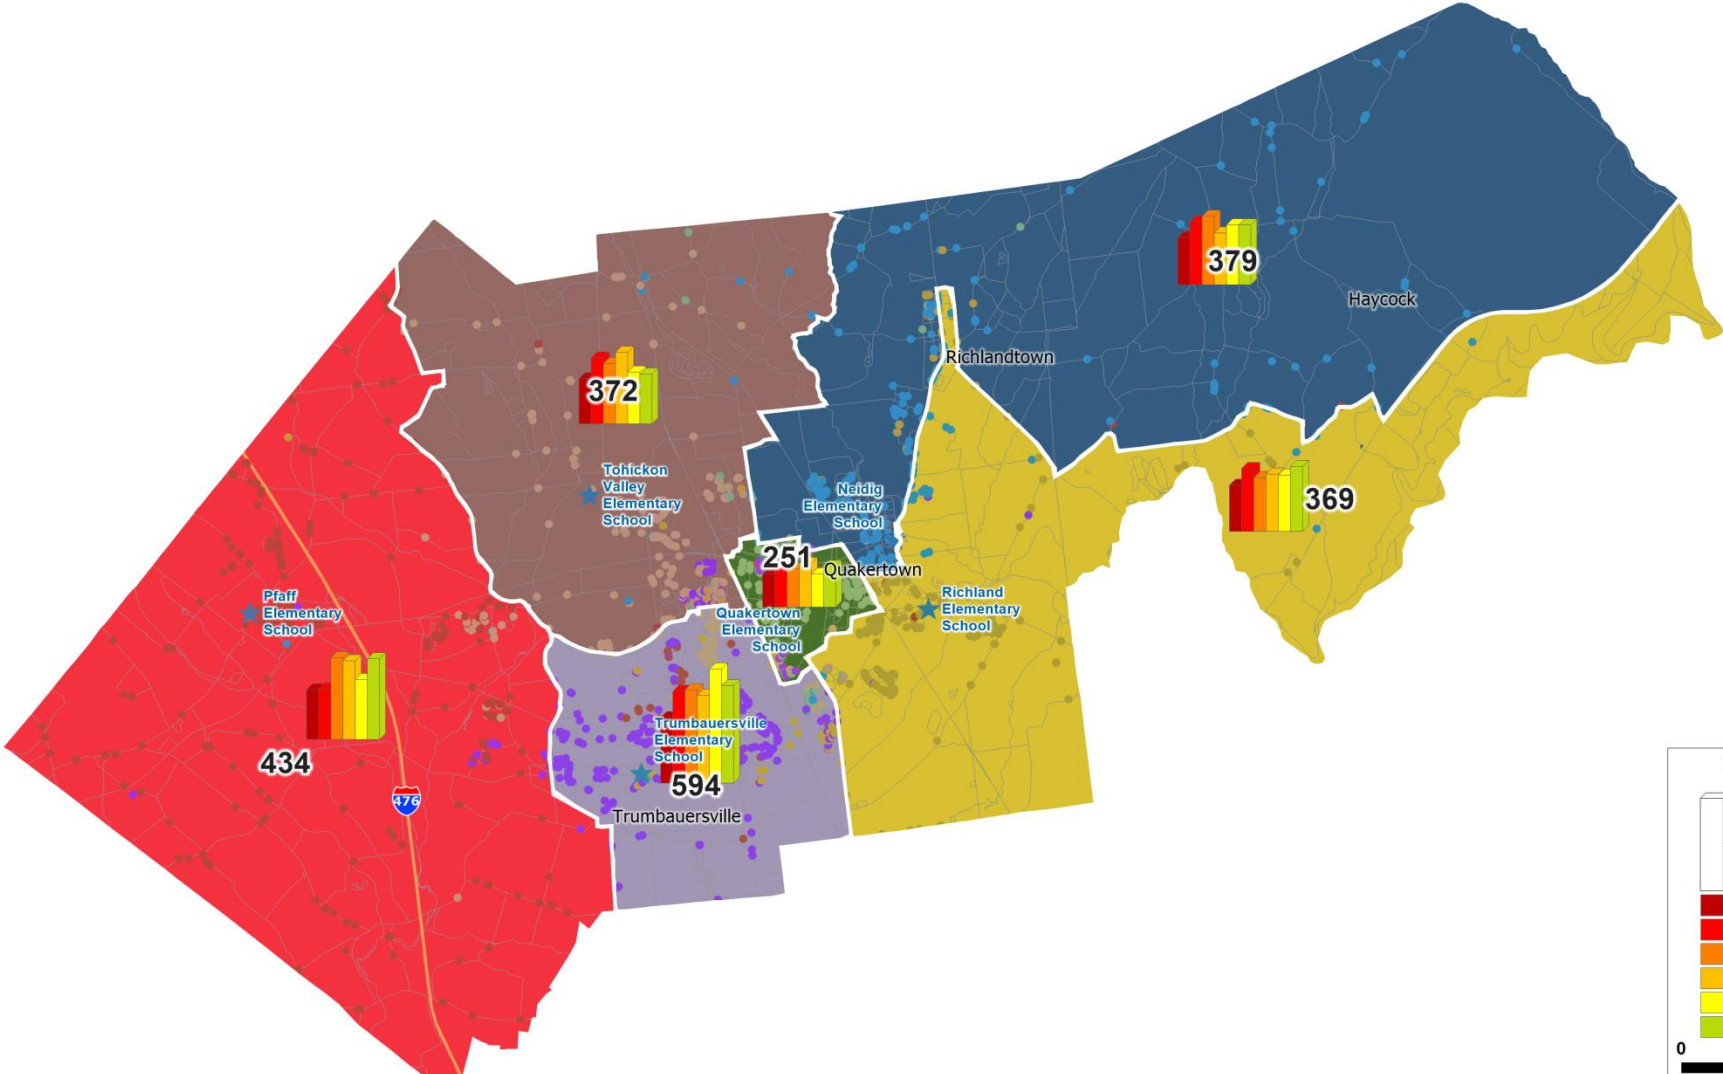 379
Haycock
Richlandtown
372
Tohickon
Valley
Elementary
School
Neidig
Elementary
School
369
251
Quakertown
Pfaff
Elementary
School
Quakertown
Elementary
School
Richland
Elementary
School
434
476
Trumbauersville
Elementary
School
594
Trumbauersville
0